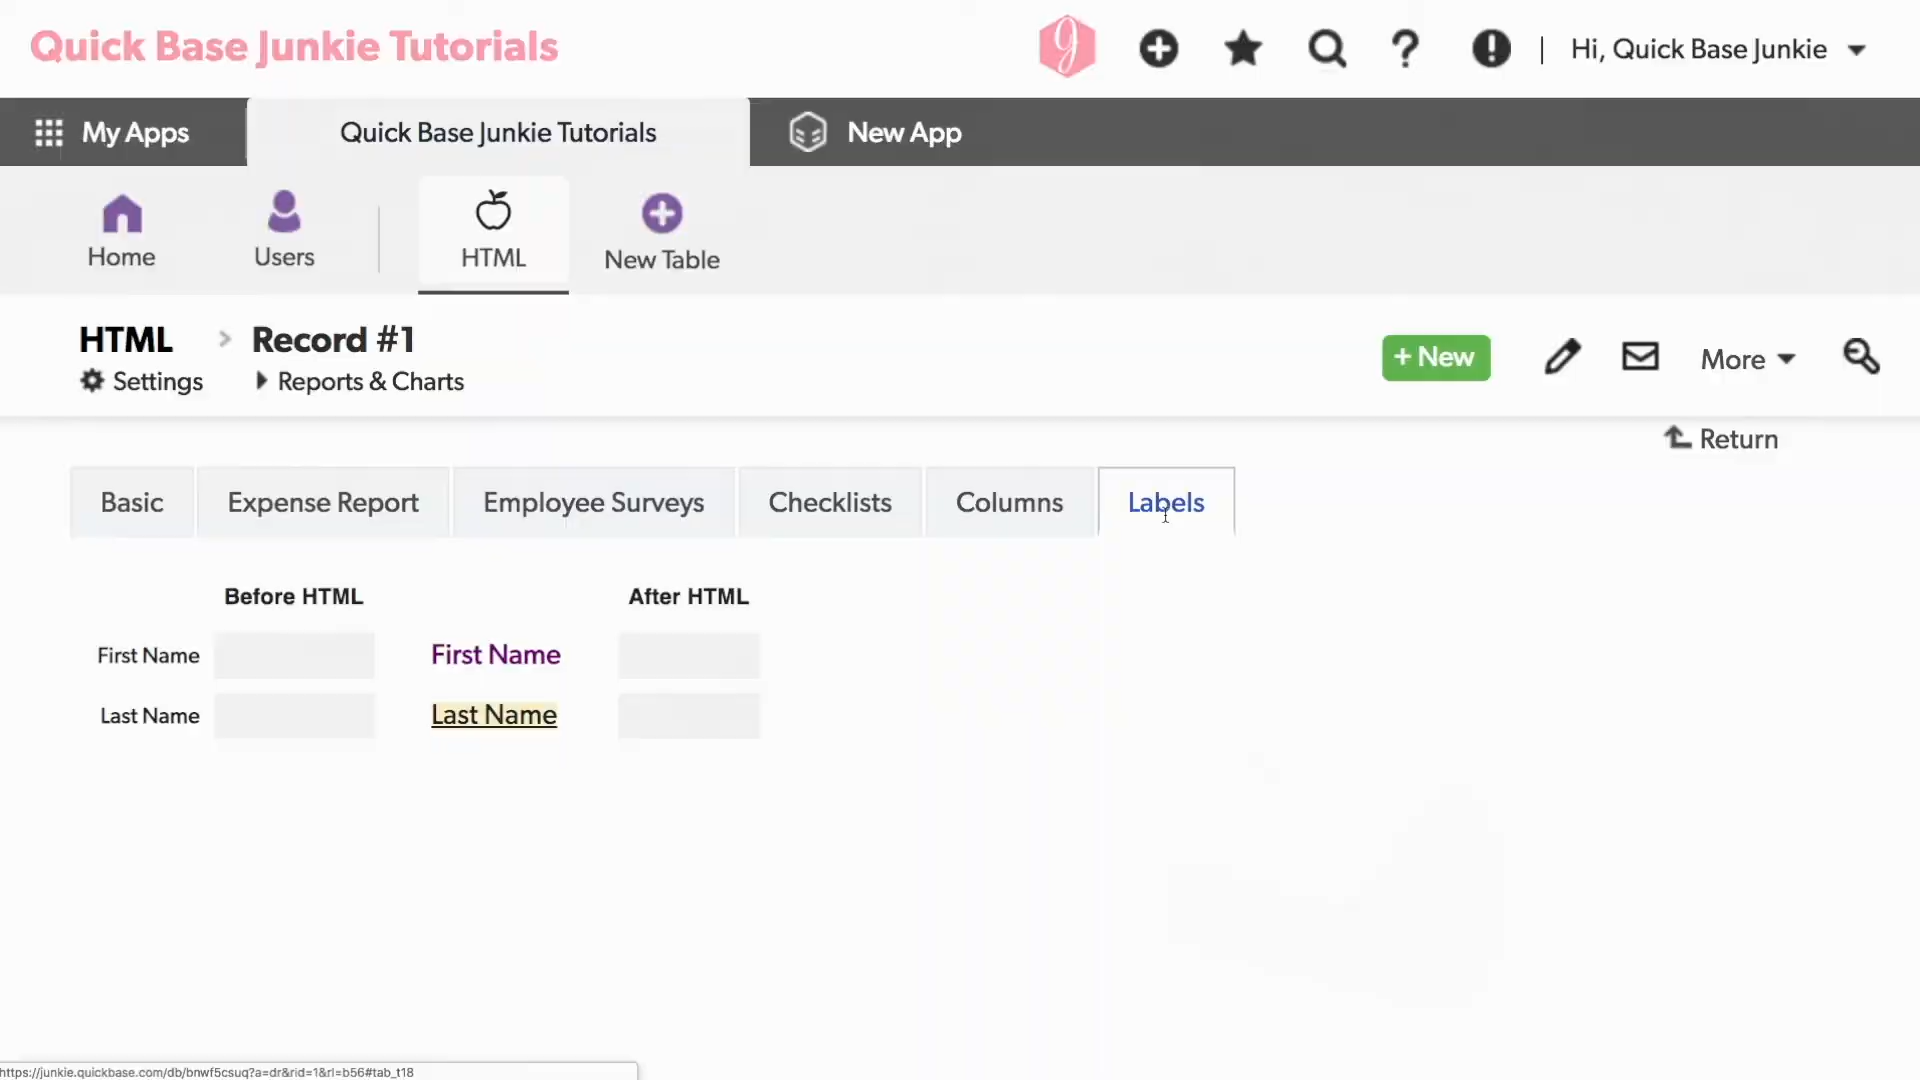 Quick Base Junkie Tutorials
Hi, Quick Base Junkie
My Apps
Quick Base Junkie Tutorials
New App
Home
Users
HTML
New Table
HTML
Record #1
Settings
Reports & Charts
+ New
More
Return
Basic
Expense Report
Employee Surveys
Checklists
Columns
Labels
Before HTML
After HTML
First Name
First Name
Last Name
Last Name
https://junkie.quickbase.com/db/bnwf5csuq?a=dr&rid=1&rl=b56#tab_t18